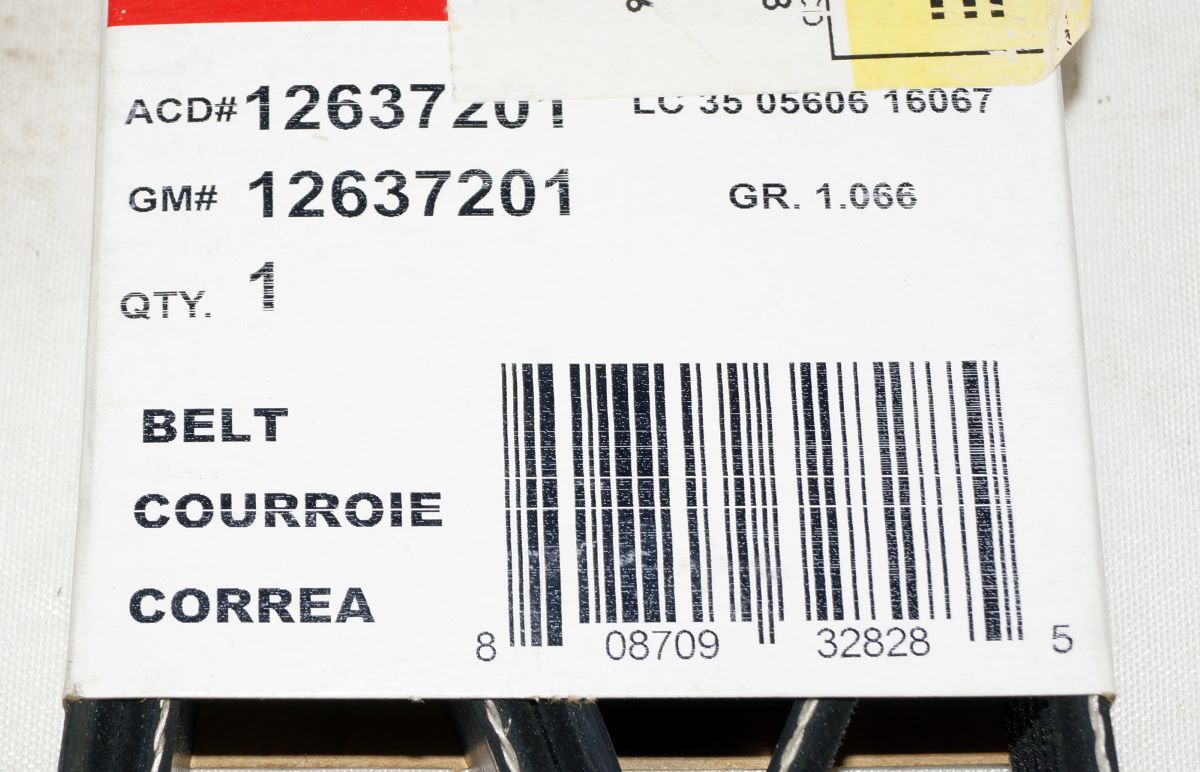 ACD# 12637201 LC 35 05606 16067
GM# 12637201 GR. 1.066
QTY. 1
BELT
COURROIE
CORREA
8 08709 32828 5